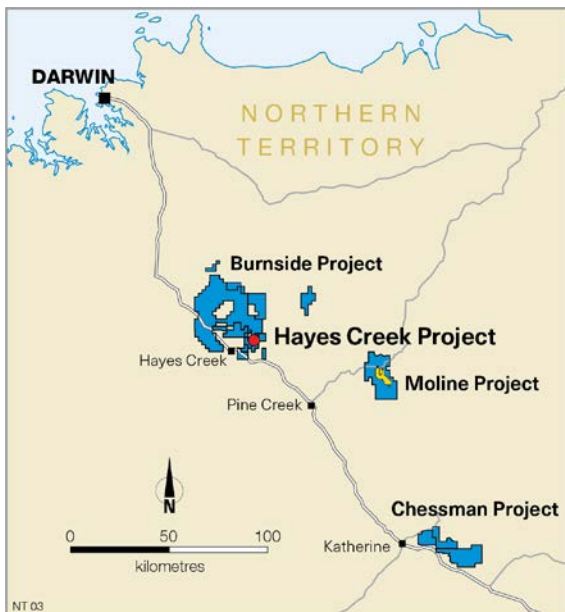 DARWIN
NORTHERN
TERRITORY
Burnside Project
Hayes Creek Project
Hayes Creek
Moline Project
Pine Creek
Chessman Project
N
Katherine
0 50 100
kilometres
NT 03